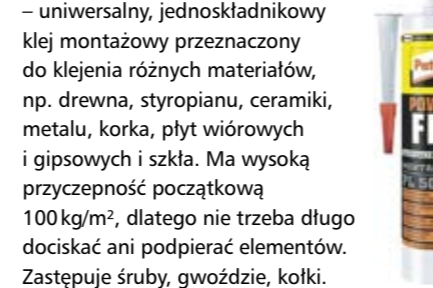 – uniwersalny, jednoskładnikowy
klej montażowy przeznaczony
do klejenia różnych materiałów,
np. drewna, styropianu, ceramiki,
metalu, korka, płyt wiórowych
i gipsowych i szkła. Ma wysoką
przyczepność początkową
100 kg/m², dlatego nie trzeba długo
dociskać ani podpierać elementów.
Zastępuje śruby, gwoździe, kołki.